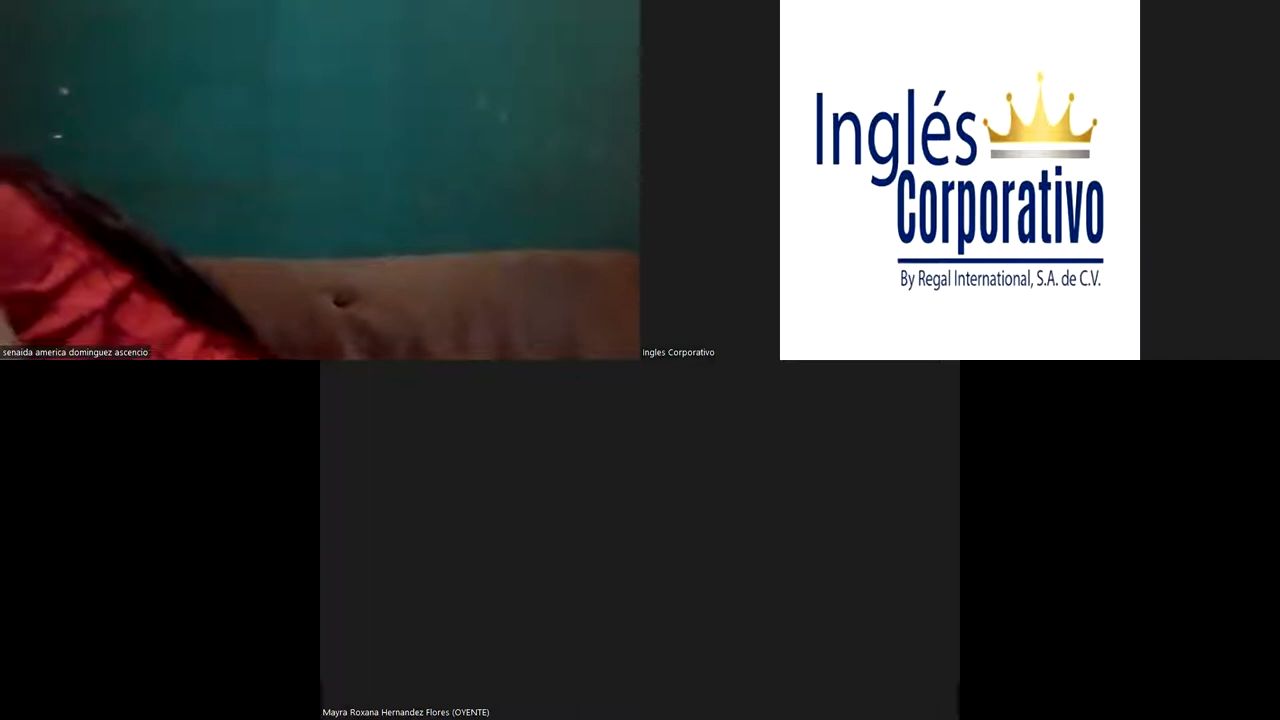 Inglés
Corporativo
By Regal International, S.A. de C.V.
senaida america dominguez ascencio
Ingles Corporativo
Mayra Roxana Hernandez Flores (OYENTE)